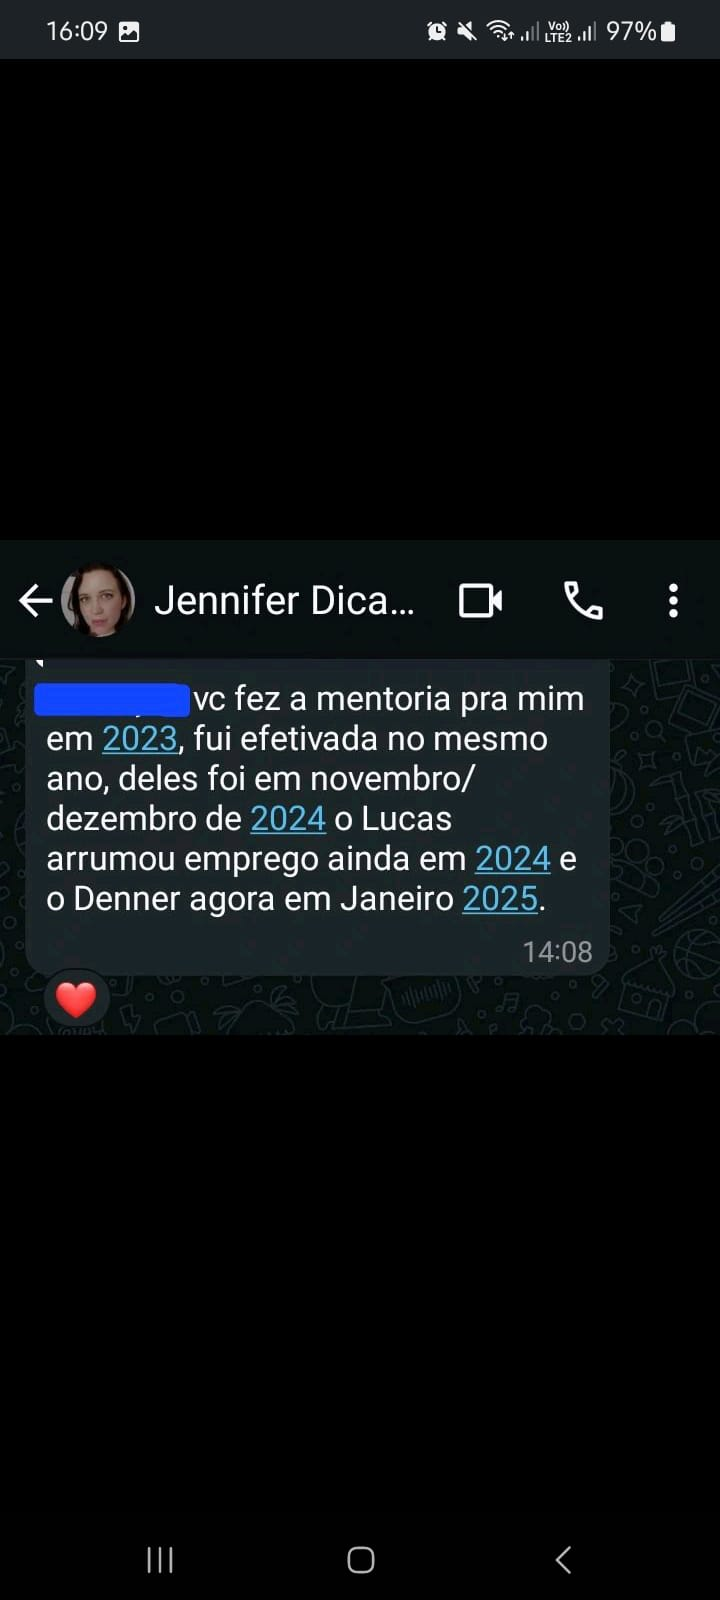 16:09
Vo))
LTE2
97%
Jennifer Dica...
vc fez a mentoria pra mim
em 2023, fui efetivada no mesmo
ano, deles foi em novembro/
dezembro de 2024 o Lucas
arrumou emprego ainda em 2024 e
o Denner agora em Janeiro 2025.
14:08